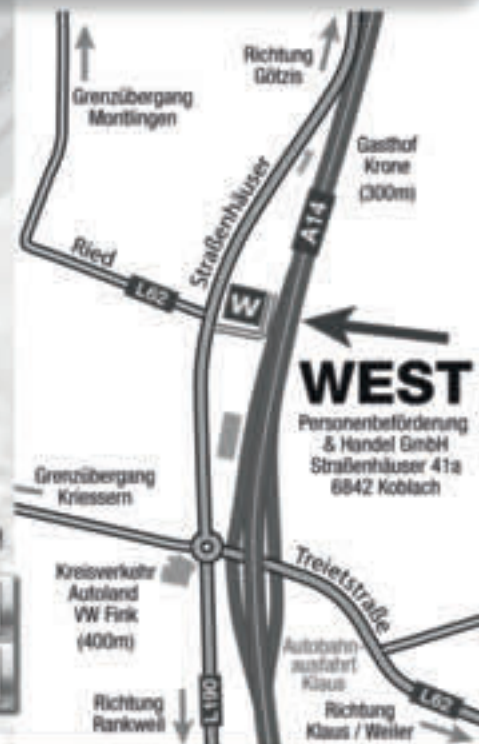 Richtung
Götzis
Grenzübergang
Montlingen
Gasthof
Krone
(300m)
Straßenhäuser
A14
Ried
L62
W
WEST
Personenbeförderung
& Handel GmbH
Straßenhäuser 41a
6842 Koblach
Grenzübergang
Kriessern
Kreisverkehr
Autoland
VW Fink
(400m)
Treietstraße
Autobahn-
ausfahrt
Klaus
L190
L62
Richtung
Rankweil
Richtung
Klaus / Weiler